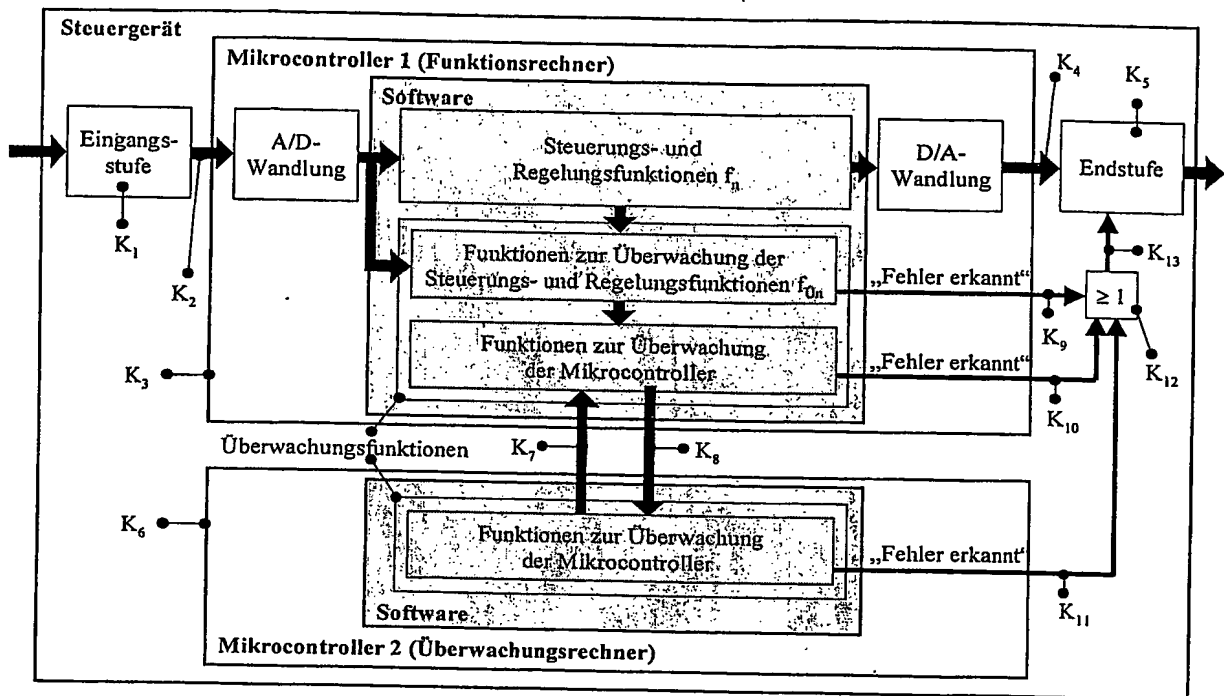 Steuergerät
Mikrocontroller 1 (Funktionsrechner)
Software
K₄
K₅
Eingangs-
stufe
A/D-
Wandlung
Steuerungs- und
Regelungsfunktionen fₙ
D/A-
Wandlung
Endstufe
K₁
K₂
K₃
Funktionen zur Überwachung der
Steuerungs- und Regelungsfunktionen f₀ₙ
„Fehler erkannt“
K₁₃
≥ 1
K₉
Funktionen zur Überwachung
der Mikrocontroller
„Fehler erkannt“
K₁₂
K₁₀
Überwachungsfunktionen
K₇
K₈
K₆
Funktionen zur Überwachung
der Mikrocontroller
„Fehler erkannt“
K₁₁
Software
Mikrocontroller 2 (Überwachungsrechner)